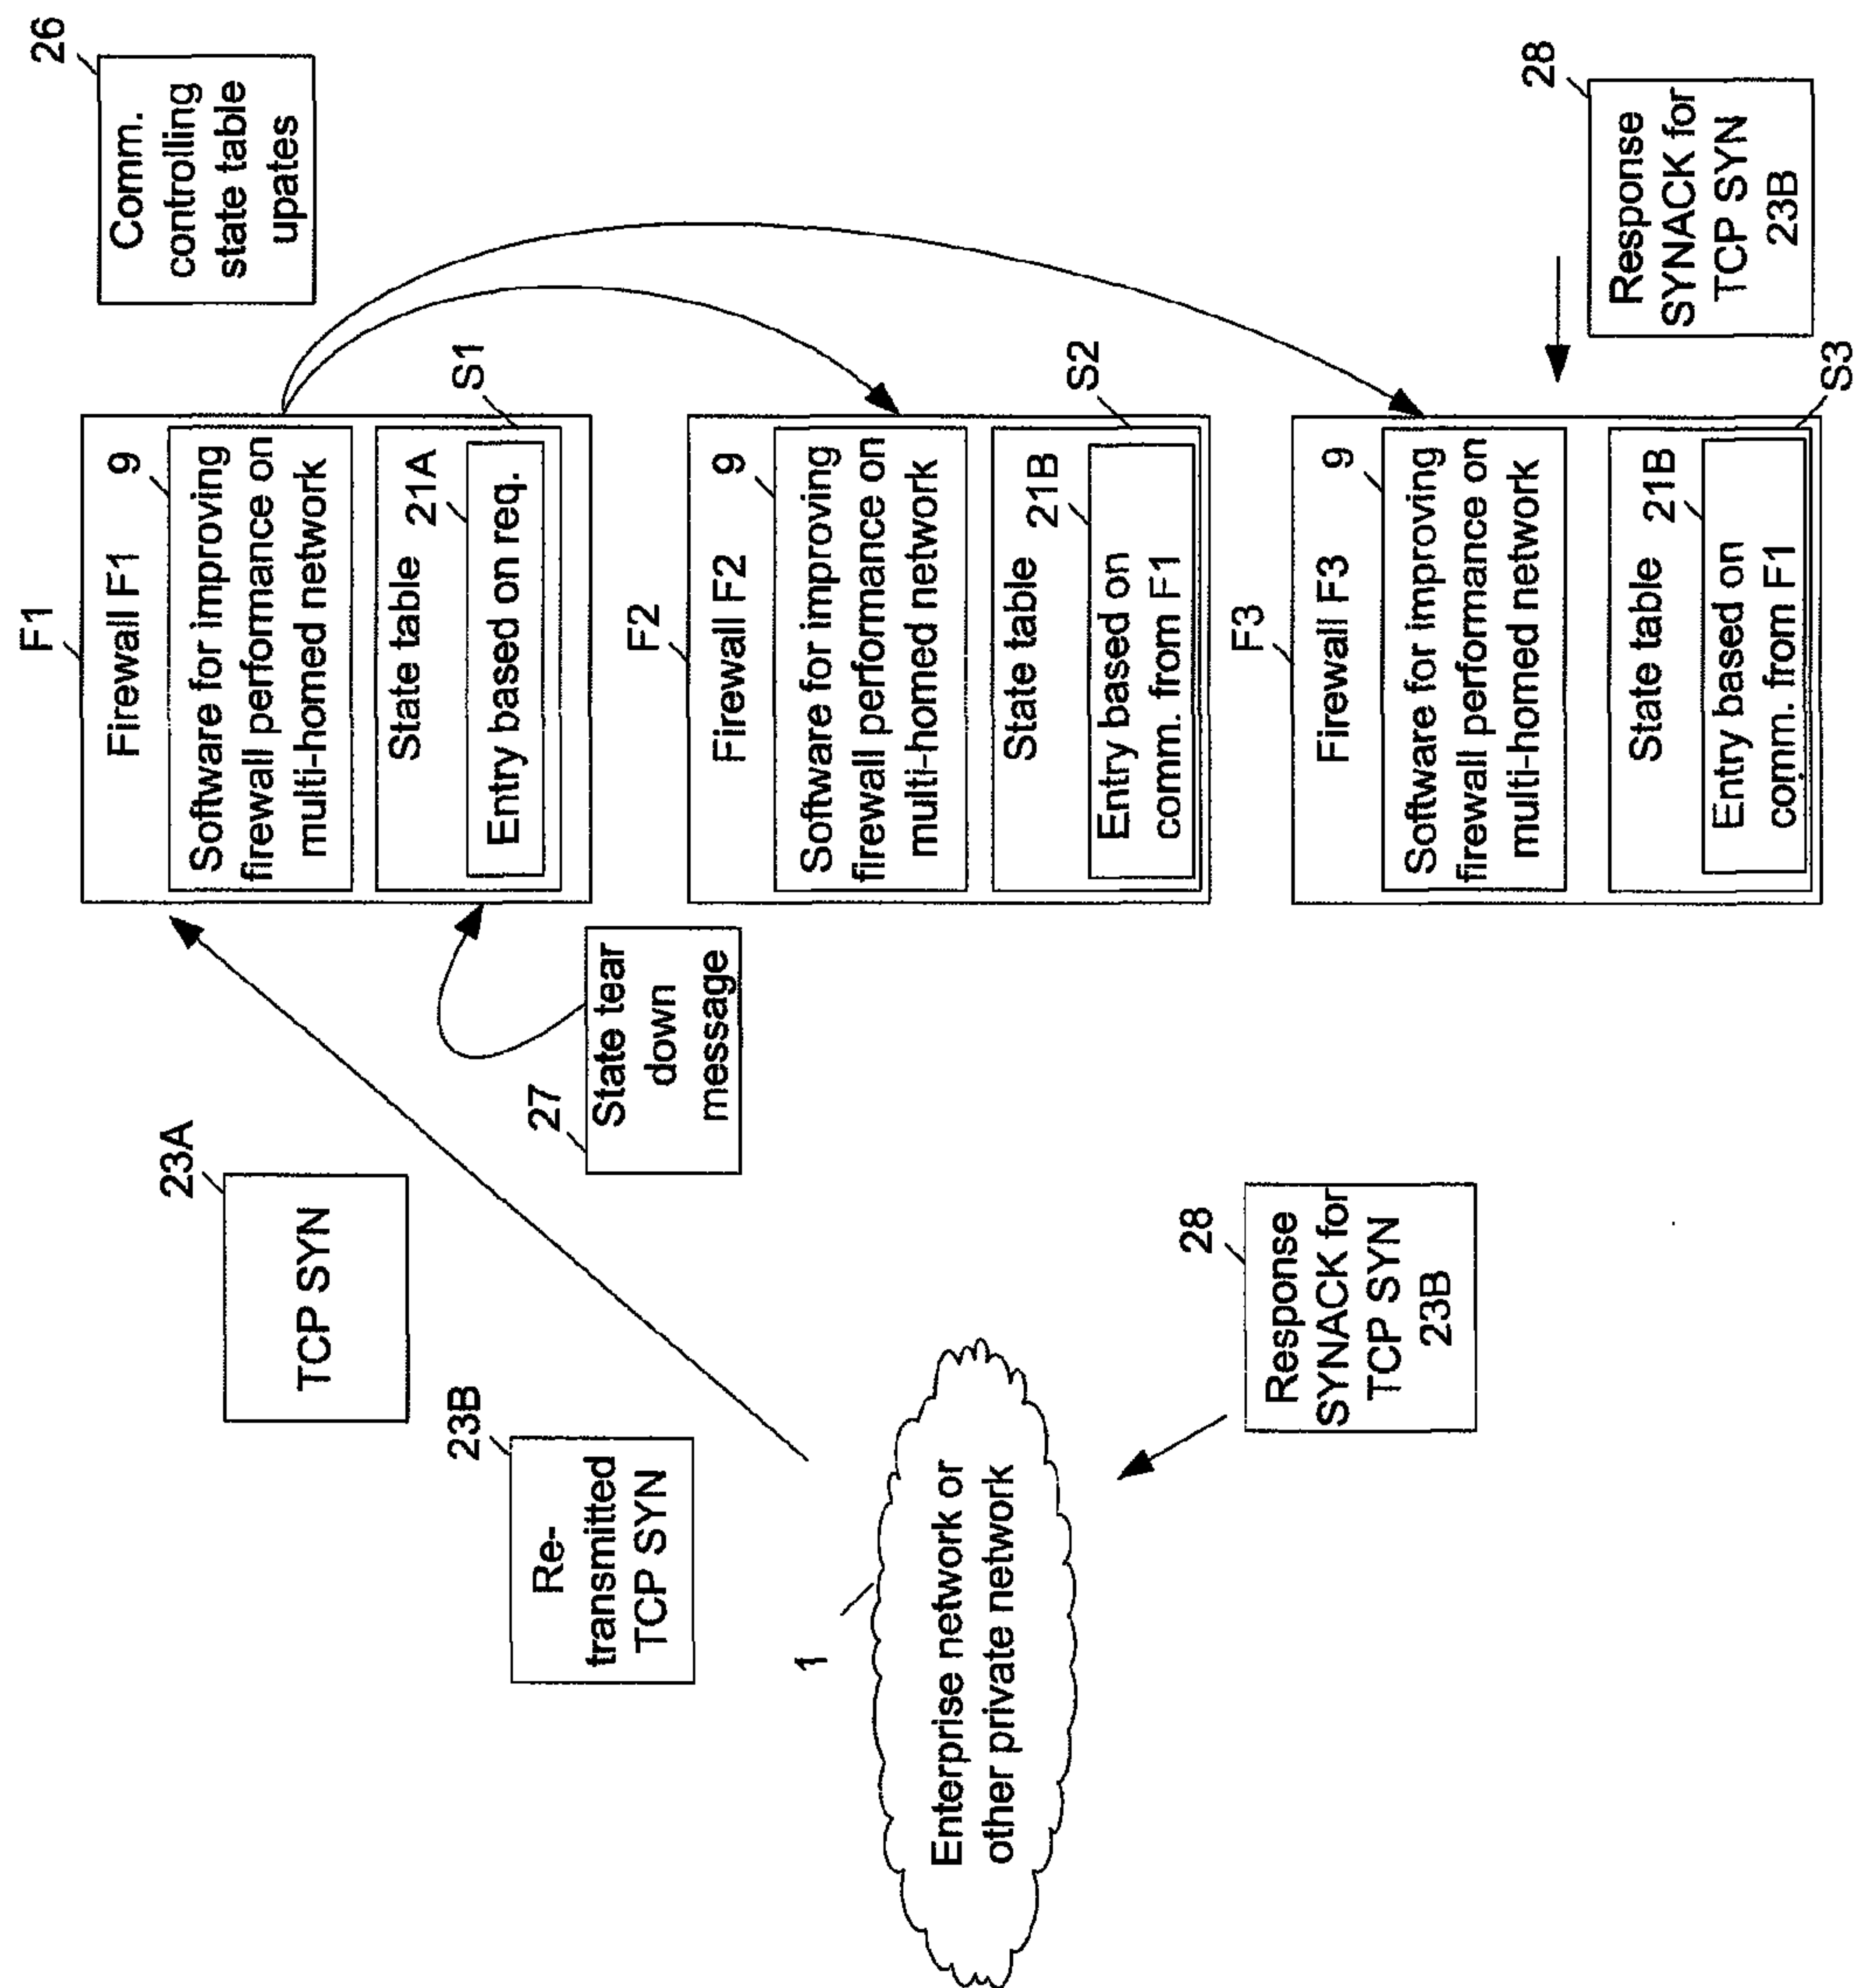 26
Comm.
controlling
state table
upates
F1
Firewall F1
9
Software for improving
firewall performance on
multi-homed network
State table
21A
Entry based on req.
S1
F2
Firewall F2
9
Software for improving
firewall performance on
multi-homed network
State table
21B
Entry based on
comm. from F1
S2
F3
Firewall F3
9
Software for improving
firewall performance on
multi-homed network
State table
21B
Entry based on
comm. from F1
S3
28
Response
SYNACK for
TCP SYN
23B
23A
TCP SYN
23B
Re-
transmitted
TCP SYN
27
State tear
down
message
1
Enterprise network or
other private network
28
Response
SYNACK for
TCP SYN
23B